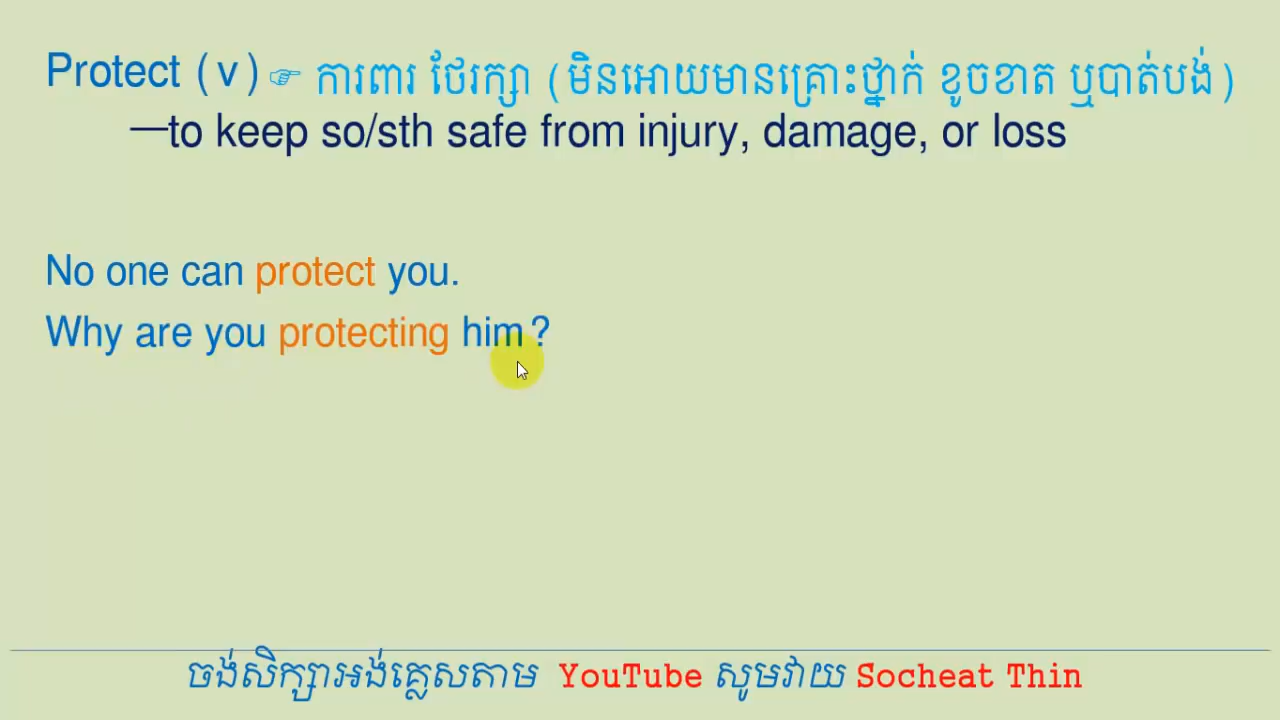 Protect (v) ☞ ការពារ ថែរក្សា (មិនអោយមានគ្រោះថ្នាក់ ខូចខាត ឬបាត់បង់)
—to keep so/sth safe from injury, damage, or loss
No one can protect you.
Why are you protecting him?
ចង់សិក្សាអង់គ្លេសតាម YouTube សូមវាយ Socheat Thin